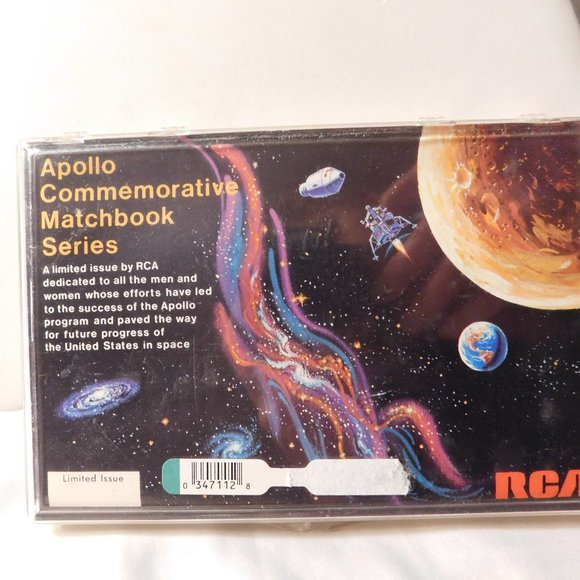 Apollo
Commemorative
Matchbook
Series
A limited issue by RCA
dedicated to all the men and
women whose efforts have led
to the success of the Apollo
program and paved the way
for future progress of
the United States in space
Limited Issue
0 347112 8
RCA